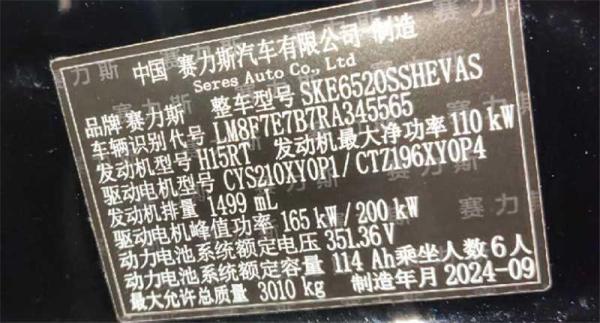 中国 赛力斯汽车有限公司 制造
Seres Auto Co., Ltd
品牌 赛力斯 整车型号 SKE6520SSHEVAS
车辆识别代号 LM8F7E7B7RA345565
发动机型号 H15RT 发动机最大净功率 110 kW
驱动电机型号 CYS210XY0P1/CTZ196XY0P4
发动机排量 1499 mL
驱动电机峰值功率 165 kW/200 kW
动力电池系统额定电压 351.36V
动力电池系统额定容量 114 Ah 乘坐人数 6 人
最大允许总质量 3010 kg 制造年月 2024-09